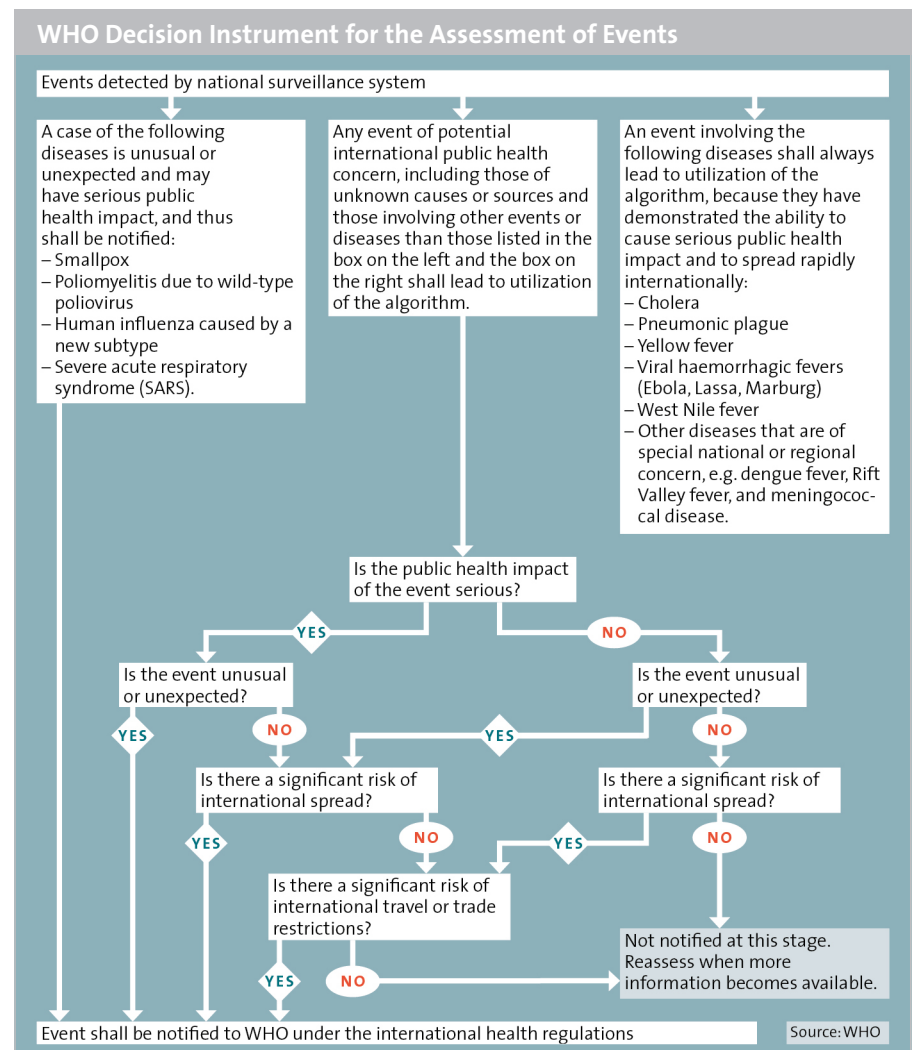 WHO Decision Instrument for the Assessment of Events
Events detected by national surveillance system
A case of the following
diseases is unusual or
unexpected and may
have serious public
health impact, and thus
shall be notified:
– Smallpox
– Poliomyelitis due to wild-type
poliovirus
– Human influenza caused by a
new subtype
– Severe acute respiratory
syndrome (SARS).
Any event of potential
international public health
concern, including those of
unknown causes or sources and
those involving other events or
diseases than those listed in the
box on the left and the box on
the right shall lead to utilization
of the algorithm.
An event involving the
following diseases shall always
lead to utilization of the
algorithm, because they have
demonstrated the ability to
cause serious public health
impact and to spread rapidly
internationally:
– Cholera
– Pneumonic plague
– Yellow fever
– Viral haemorrhagic fevers
(Ebola, Lassa, Marburg)
– West Nile fever
– Other diseases that are of
special national or regional
concern, e.g. dengue fever, Rift
Valley fever, and meningococ-
cal disease.
Is the public health impact
of the event serious?
YES
NO
Is the event unusual
or unexpected?
Is the event unusual
or unexpected?
YES
NO
YES
NO
Is there a significant risk of
international spread?
Is there a significant risk of
international spread?
YES
NO
YES
NO
Is there a significant risk of
international travel or trade
restrictions?
Not notified at this stage.
Reassess when more
information becomes available.
YES
NO
Event shall be notified to WHO under the international health regulations
Source: WHO